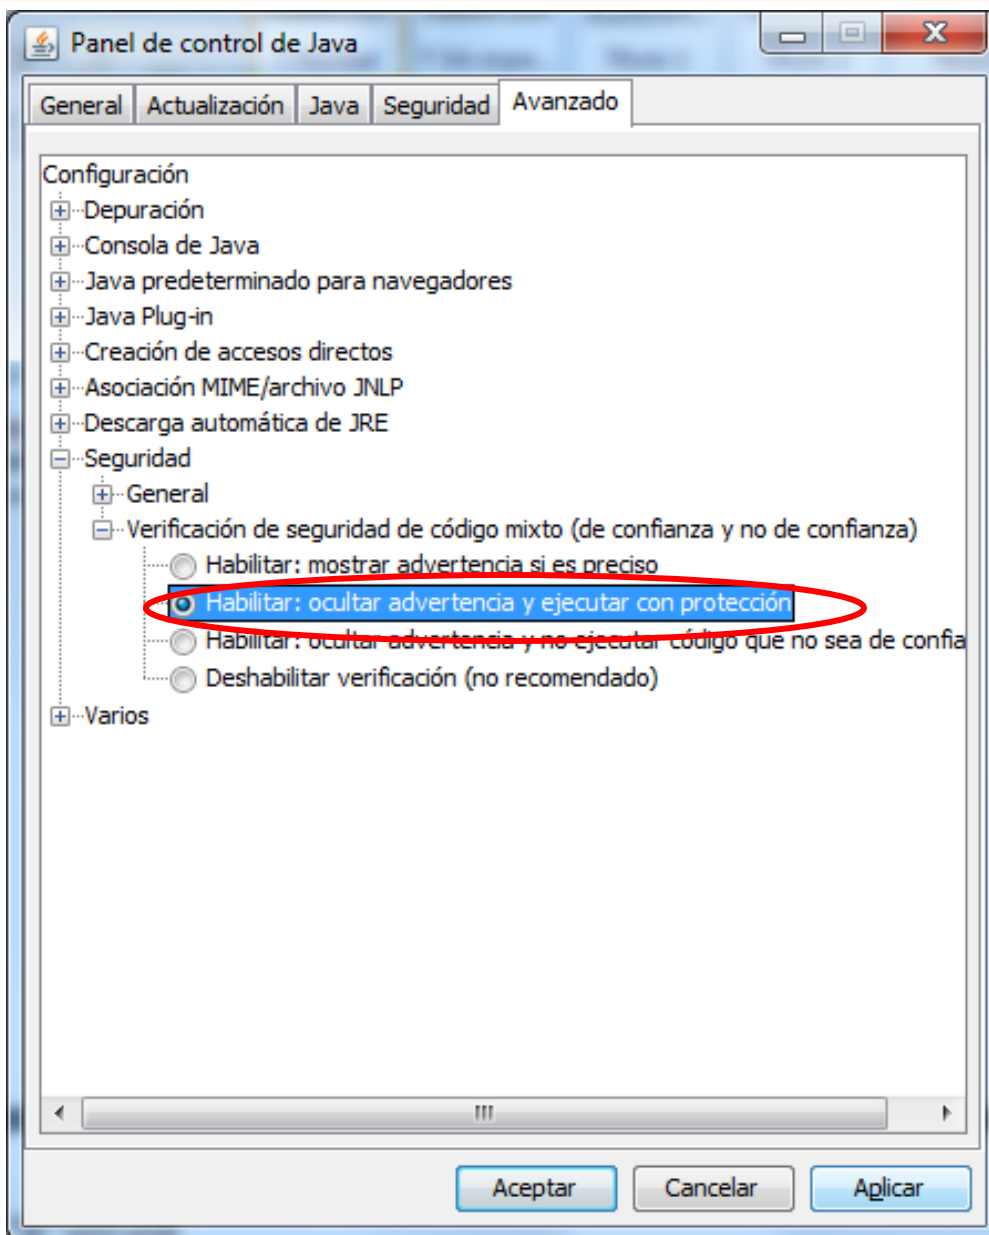 Panel de control de Java
General Actualización Java Seguridad Avanzado
Configuración
Depuración
Consola de Java
Java predeterminado para navegadores
Java Plug-in
Creación de accesos directos
Asociación MIME/archivo JNLP
Descarga automática de JRE
Seguridad
General
Verificación de seguridad de código mixto (de confianza y no de confianza)
Habilitar: mostrar advertencia si es preciso
Habilitar: ocultar advertencia y ejecutar con protección
Habilitar: ocultar advertencia y no ejecutar código que no sea de confia
Deshabilitar verificación (no recomendado)
Varios
Aceptar Cancelar Aplicar